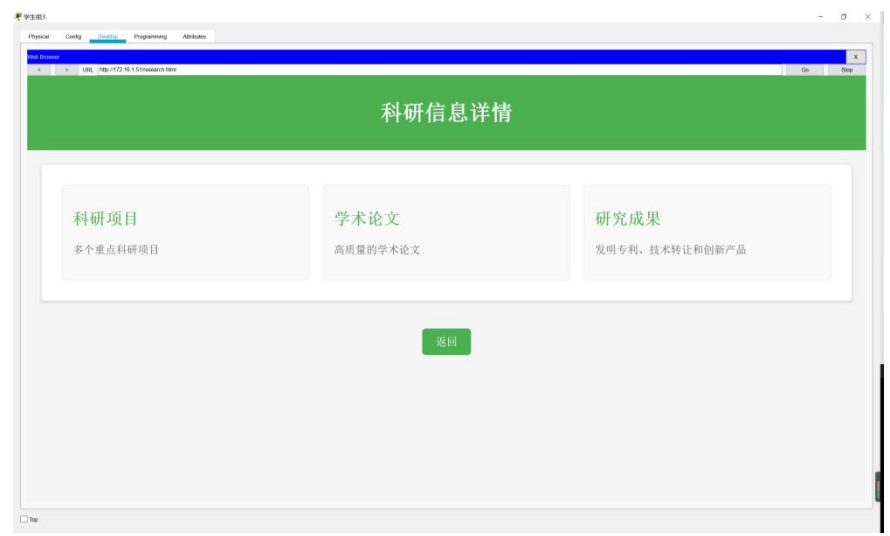 学生组3
Physical Config Desktop Programming Attributes
Web Browser
X
< > URL http://172.16.1.51/research.html Go Stop
科研信息详情
科研项目
多个重点科研项目
学术论文
高质量的学术论文
研究成果
发明专利、技术转让和创新产品
返回
Top